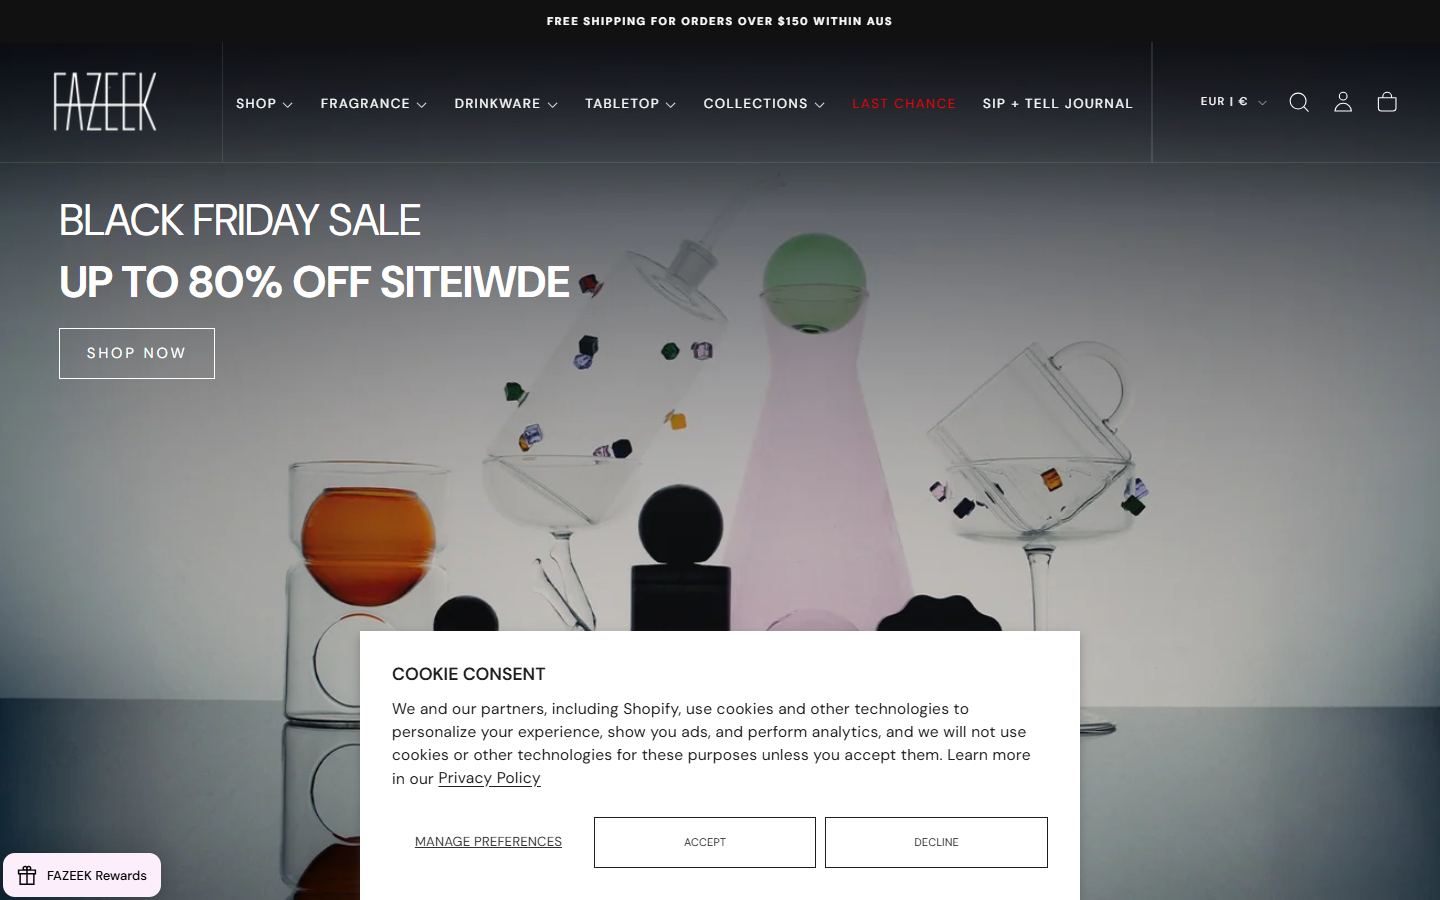 FREE SHIPPING FOR ORDERS OVER $150 WITHIN AUS
FAZEEK
SHOP
FRAGRANCE
DRINKWARE
TABLETOP
COLLECTIONS
LAST CHANCE
SIP + TELL JOURNAL
EUR | €
BLACK FRIDAY SALE
UP TO 80% OFF SITEIWDE
SHOP NOW
COOKIE CONSENT
We and our partners, including Shopify, use cookies and other technologies to
personalize your experience, show you ads, and perform analytics, and we will not use
cookies or other technologies for these purposes unless you accept them. Learn more
in our Privacy Policy
MANAGE PREFERENCES
ACCEPT
DECLINE
FAZEEK Rewards